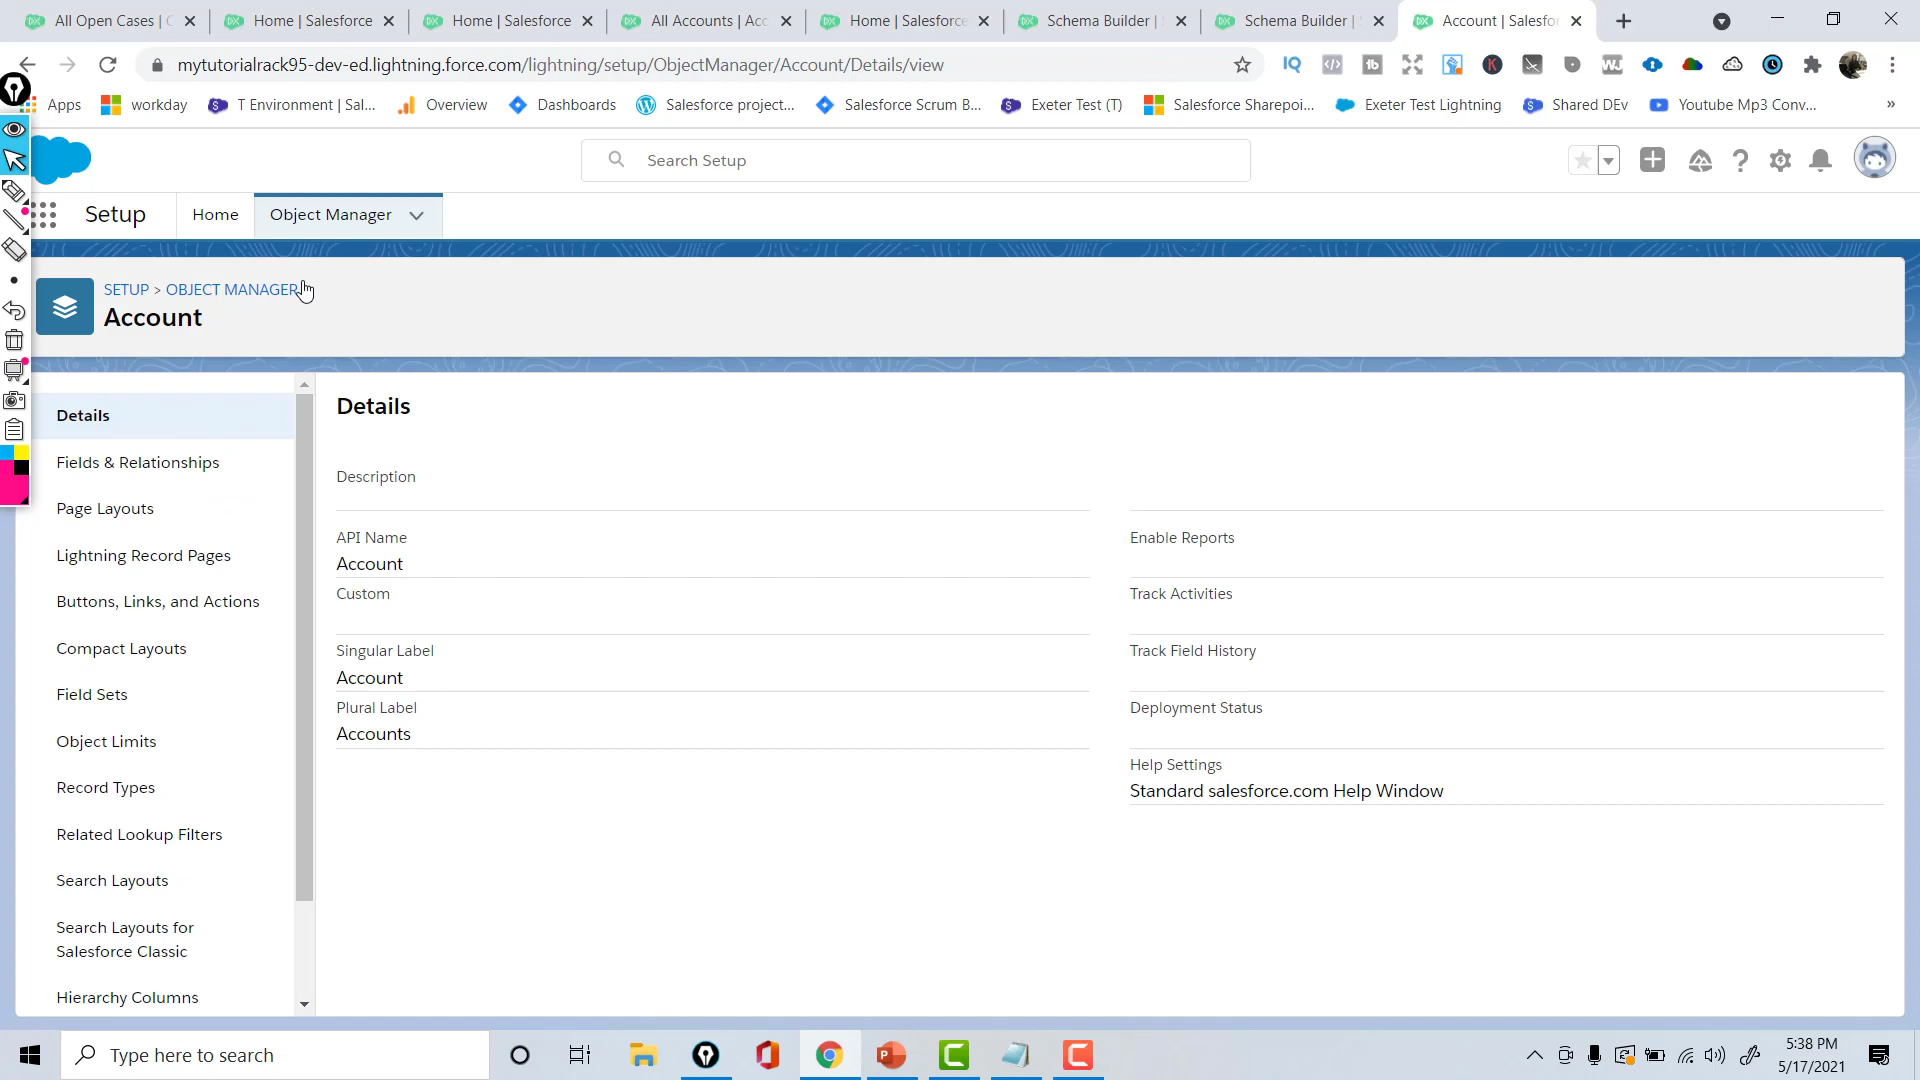 All Open Cases | C
Home | Salesforce
Home | Salesforce
All Accounts | Acc
Home | Salesforce
Schema Builder |
Schema Builder |
Account | Salesfo
mytutorialrack95-dev-ed.lightning.force.com/lightning/setup/ObjectManager/Account/Details/view
Apps
workday
T Environment | Sal...
Overview
Dashboards
Salesforce project...
Salesforce Scrum B...
Exeter Test (T)
Salesforce Sharepoi...
Exeter Test Lightning
Shared DEv
Youtube Mp3 Conv...
»
Search Setup
Setup
Home
Object Manager
SETUP > OBJECT MANAGER
Account
Details
Fields & Relationships
Page Layouts
Lightning Record Pages
Buttons, Links, and Actions
Compact Layouts
Field Sets
Object Limits
Record Types
Related Lookup Filters
Search Layouts
Search Layouts for
Salesforce Classic
Hierarchy Columns
Details
Description
API Name
Account
Custom
Singular Label
Account
Plural Label
Accounts
Enable Reports
Track Activities
Track Field History
Deployment Status
Help Settings
Standard salesforce.com Help Window
Type here to search
5:38 PM
5/17/2021